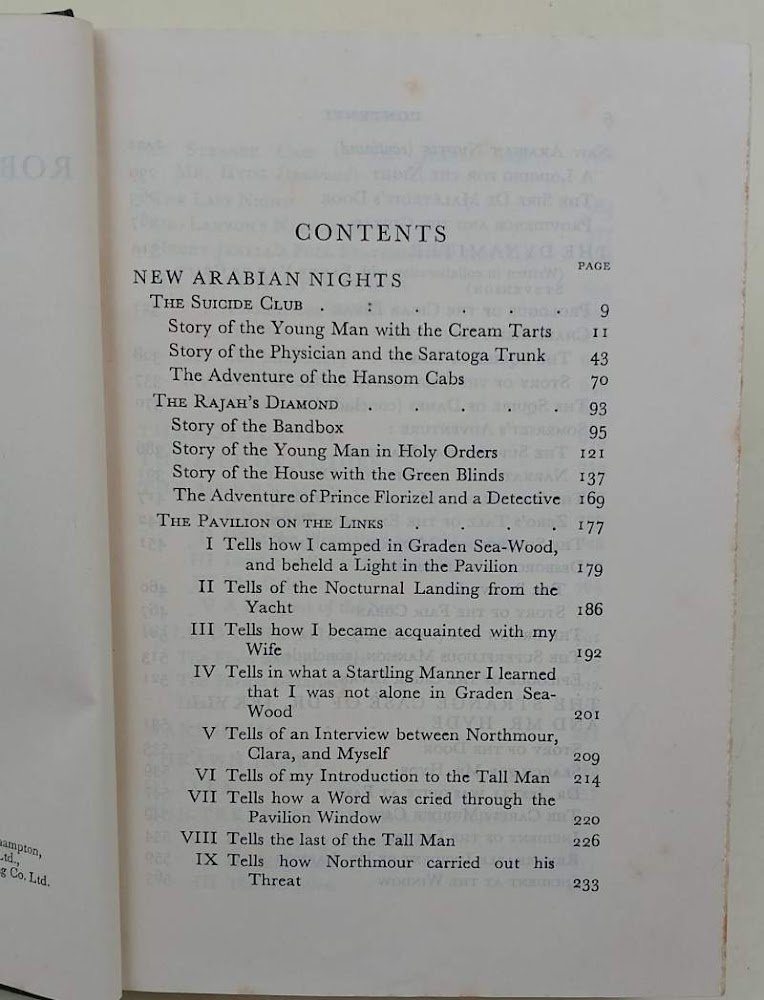 ROB
CONTENTS
PAGE
NEW ARABIAN NIGHTS
The Suicide Club . : . . . . 9
Story of the Young Man with the Cream Tarts 11
Story of the Physician and the Saratoga Trunk 43
The Adventure of the Hansom Cabs 70
The Rajah's Diamond . . . . . 93
Story of the Bandbox 95
Story of the Young Man in Holy Orders 121
Story of the House with the Green Blinds 137
The Adventure of Prince Florizel and a Detective 169
The Pavilion on the Links . . . . 177
I Tells how I camped in Graden Sea-Wood,
and beheld a Light in the Pavilion 179
II Tells of the Nocturnal Landing from the
Yacht 186
III Tells how I became acquainted with my
Wife 192
IV Tells in what a Startling Manner I learned
that I was not alone in Graden Sea-
Wood 201
V Tells of an Interview between Northmour,
Clara, and Myself 209
VI Tells of my Introduction to the Tall Man 214
VII Tells how a Word was cried through the
Pavilion Window 220
VIII Tells the last of the Tall Man 226
IX Tells how Northmour carried out his
Threat 233
ampton,
Ltd.,
g Co. Ltd.